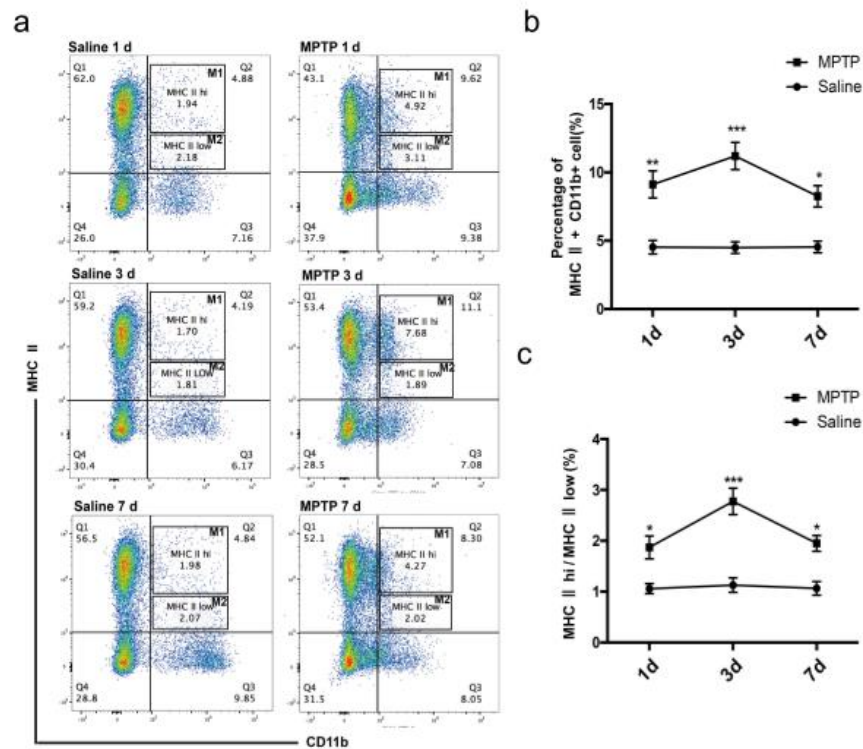 a
Saline 1 d
Q1
62.0
Q2
4.88
M1
MHC II hi
1.94
M2
MHC II low
2.18
Q4
26.0
Q3
7.16
MPTP 1 d
Q1
43.1
Q2
9.62
M1
MHC II hi
4.92
M2
MHC II low
3.11
Q4
37.9
Q3
9.38
Saline 3 d
Q1
59.2
Q2
4.19
M1
MHC II hi
1.70
M2
MHC II LOW
1.81
Q4
30.4
Q3
6.17
MPTP 3 d
Q1
53.4
Q2
11.1
M1
MHC II hi
7.68
M2
MHC II low
1.89
Q4
28.5
Q3
7.08
Saline 7 d
Q1
56.5
Q2
4.84
M1
MHC II hi
1.98
M2
MHC II low
2.07
Q4
28.8
Q3
9.85
MPTP 7 d
Q1
52.1
Q2
8.30
M1
MHC II hi
4.27
M2
MHC II low
2.02
Q4
31.5
Q3
8.05
MHC II
CD11b
b
MPTP
Saline
Percentage of
MHC II + CD11b+ cell(%)
15
10
5
0
**
***
*
1d
3d
7d
c
MPTP
Saline
MHC II hi / MHC II low (%)
4
3
2
1
0
*
***
*
1d
3d
7d